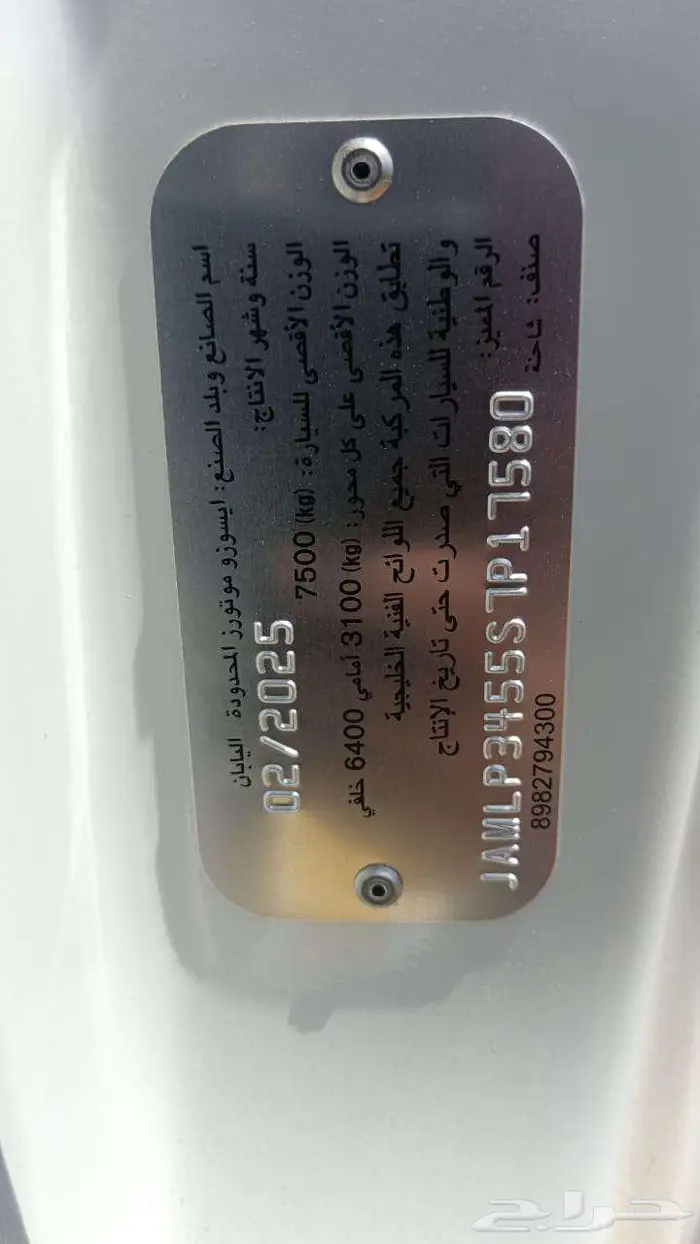 اسم الصانع وبلد الصنع: ايسوزو موتورز المحدودة اليابان
سنة وشهر الانتاج: 02/2025
الوزن الأقصى للسيارة: (kg) 7500
الوزن الأقصى على كل محور: (kg) 3100 أمامي 6400 خلفي
تطابق هذه المركبة جميع اللوائح الفنية الخليجية
والوطنية للسيارات التي صدرت حتى تاريخ الإنتاج
الرقم المميز: JAMLP3455S7P17580
صنف: شاحنة 8982794300
حراج